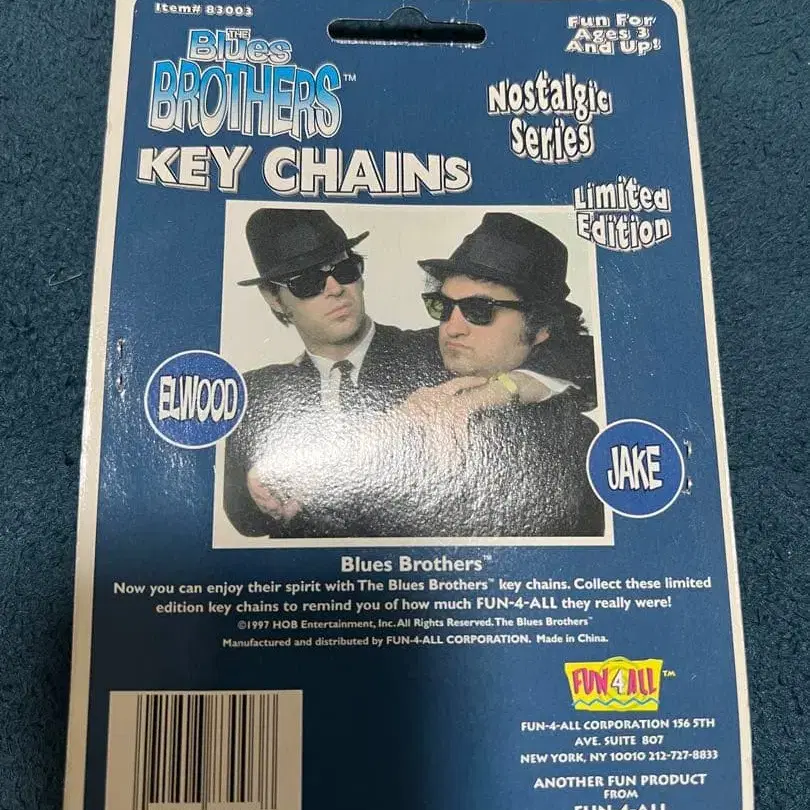 Item# 83003
Fun For
Ages 3
And Up!
THE
Blues
BROTHERS™
KEY CHAINS
Nostalgic
Series
Limited
Edition
ELWOOD
JAKE
Blues Brothers™
Now you can enjoy their spirit with The Blues Brothers™ key chains. Collect these limited
edition key chains to remind you of how much FUN-4-ALL they really were!
©1997 HOB Entertainment, Inc. All Rights Reserved. The Blues Brothers™
Manufactured and distributed by FUN-4-ALL CORPORATION. Made in China.
FUN 4 ALL™
FUN-4-ALL CORPORATION 156 5TH
AVE. SUITE 807
NEW YORK, NY 10010 212-727-8833
ANOTHER FUN PRODUCT
FROM
FUN-4-ALL